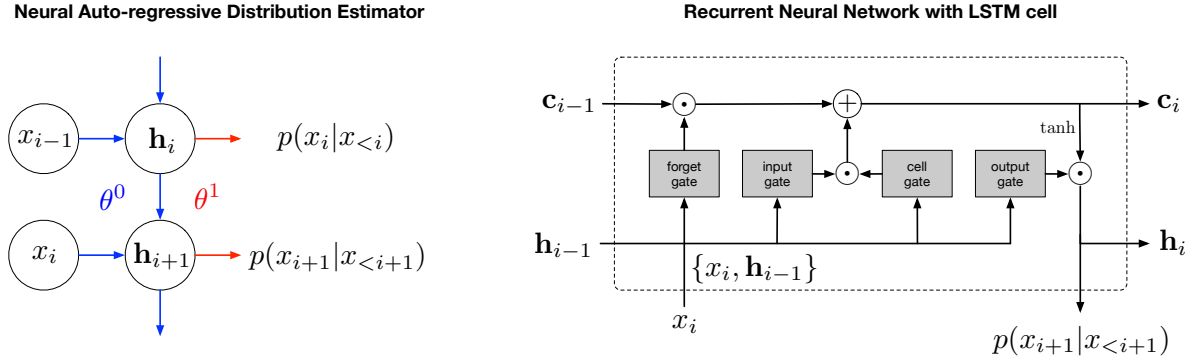 Neural Auto-regressive Distribution Estimator
x_{i-1}
h_i
p(x_i|x_{<i})
θ^0
θ^1
x_i
h_{i+1}
p(x_{i+1}|x_{<i+1})
Recurrent Neural Network with LSTM cell
c_{i-1}
+
c_i
tanh
forget
gate
input
gate
cell
gate
output
gate
h_{i-1}
h_i
{x_i, h_{i-1}}
x_i
p(x_{i+1}|x_{<i+1})